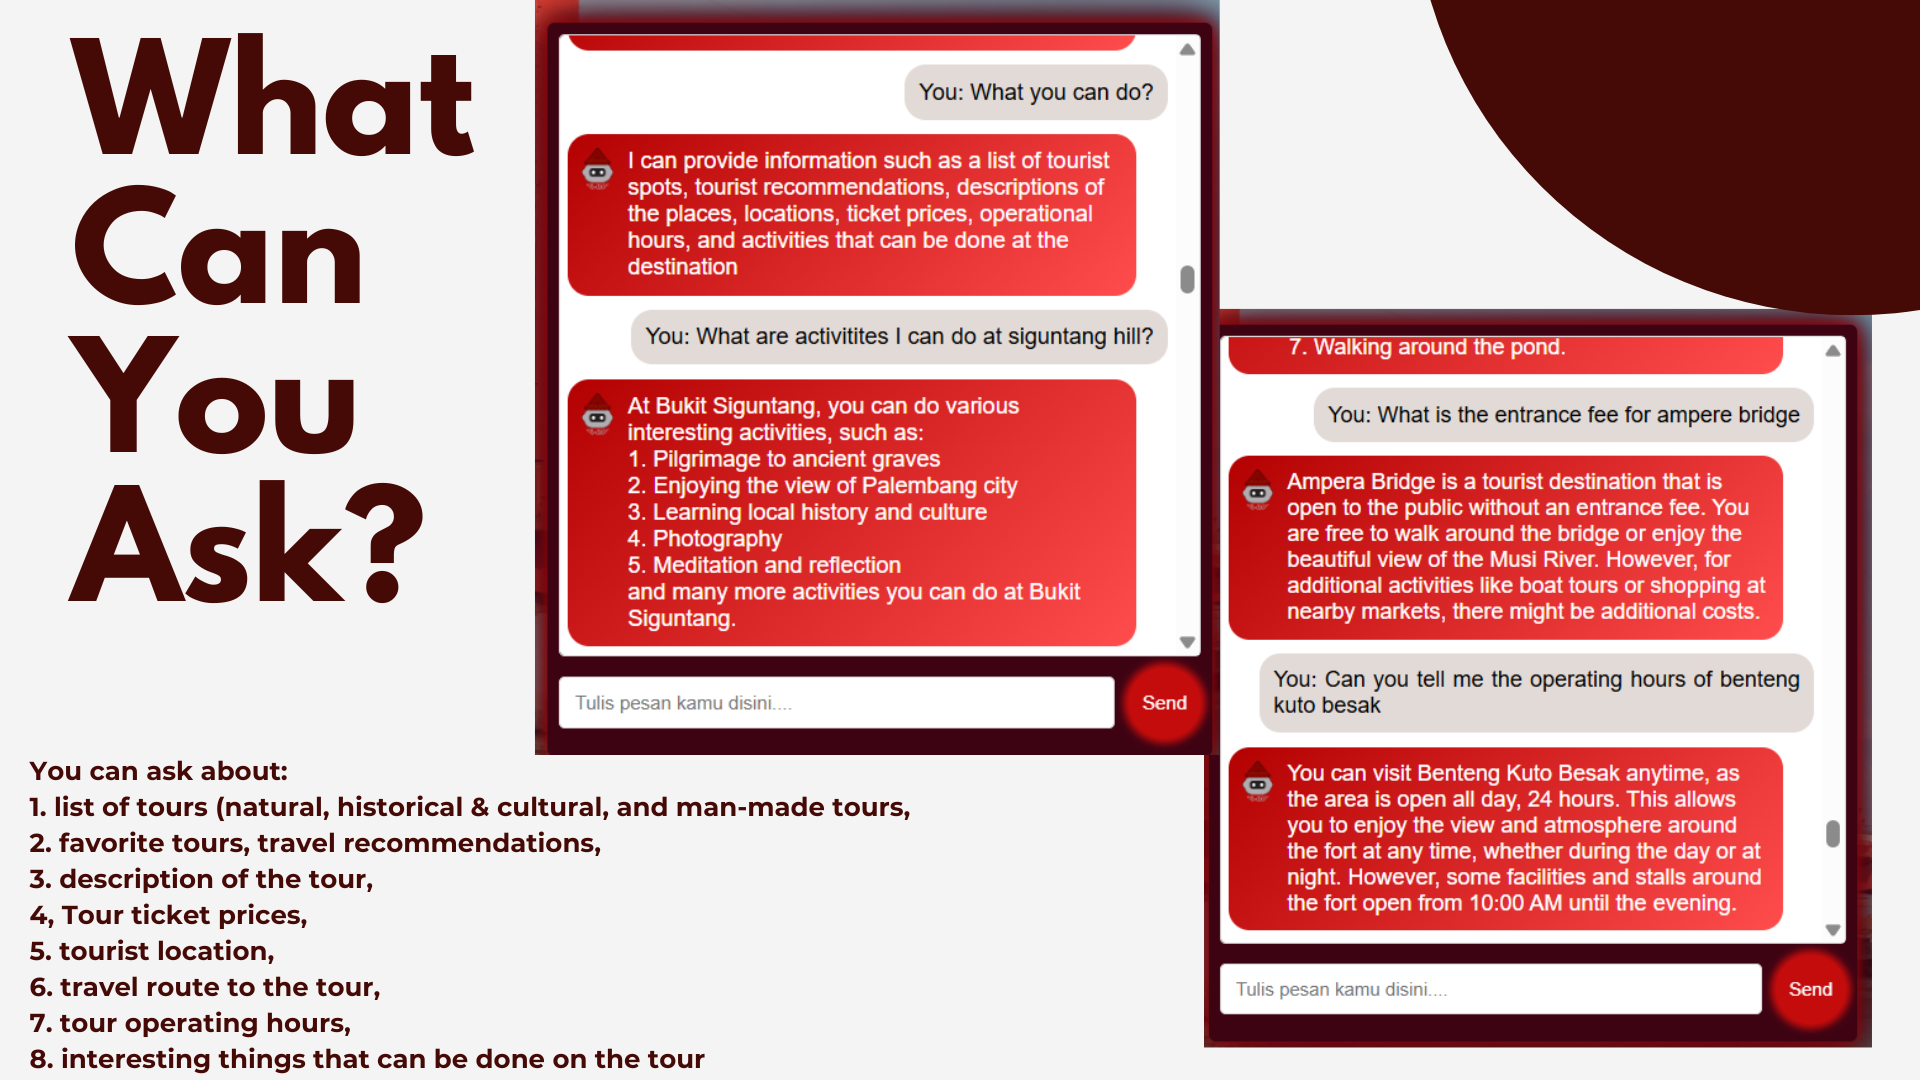 What
Can
You
Ask?
You can ask about:
1. list of tours (natural, historical & cultural, and man-made tours,
2. favorite tours, travel recommendations,
3. description of the tour,
4, Tour ticket prices,
5. tourist location,
6. travel route to the tour,
7. tour operating hours,
8. interesting things that can be done on the tour
You: What you can do?
I can provide information such as a list of tourist
spots, tourist recommendations, descriptions of
the places, locations, ticket prices, operational
hours, and activities that can be done at the
destination
You: What are activitites I can do at siguntang hill?
At Bukit Siguntang, you can do various
interesting activities, such as:
1. Pilgrimage to ancient graves
2. Enjoying the view of Palembang city
3. Learning local history and culture
4. Photography
5. Meditation and reflection
and many more activities you can do at Bukit
Siguntang.
Tulis pesan kamu disini....
Send
7. Walking around the pond.
You: What is the entrance fee for ampere bridge
Ampera Bridge is a tourist destination that is
open to the public without an entrance fee. You
are free to walk around the bridge or enjoy the
beautiful view of the Musi River. However, for
additional activities like boat tours or shopping at
nearby markets, there might be additional costs.
You: Can you tell me the operating hours of benteng
kuto besak
You can visit Benteng Kuto Besak anytime, as
the area is open all day, 24 hours. This allows
you to enjoy the view and atmosphere around
the fort at any time, whether during the day or at
night. However, some facilities and stalls around
the fort open from 10:00 AM until the evening.
Tulis pesan kamu disini....
Send